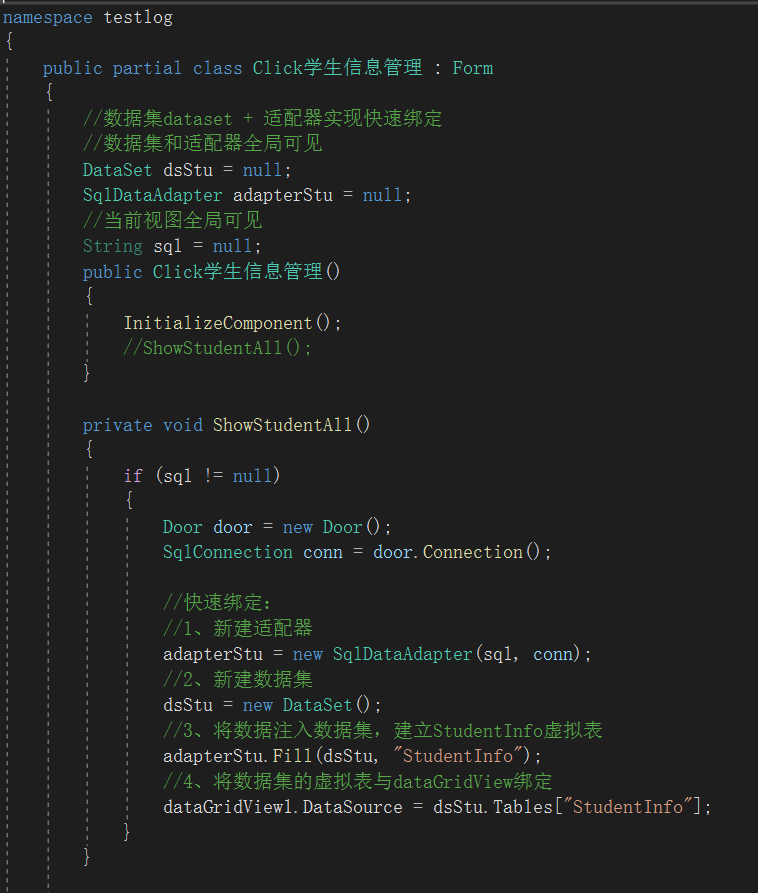 namespace testlog
{
public partial class Click学生信息管理 : Form
{
//数据集dataset + 适配器实现快速绑定
//数据集和适配器全局可见
DataSet dsStu = null;
SqlDataAdapter adapterStu = null;
//当前视图全局可见
String sql = null;
public Click学生信息管理()
{
InitializeComponent();
//ShowStudentAll();
}
private void ShowStudentAll()
{
if (sql != null)
{
Door door = new Door();
SqlConnection conn = door.Connection();
//快速绑定：
//1、新建适配器
adapterStu = new SqlDataAdapter(sql, conn);
//2、新建数据集
dsStu = new DataSet();
//3、将数据注入数据集，建立StudentInfo虚拟表
adapterStu.Fill(dsStu, "StudentInfo");
//4、将数据集的虚拟表与dataGridView绑定
dataGridView1.DataSource = dsStu.Tables["StudentInfo"];
}
}